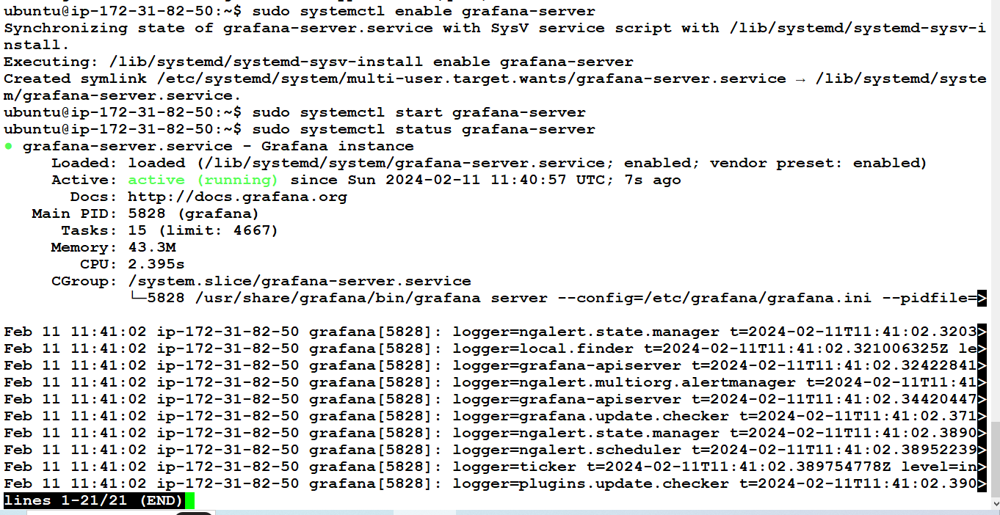 ubuntu@ip-172-31-82-50:~$ sudo systemctl enable grafana-server
Synchronizing state of grafana-server.service with SysV service script with /lib/systemd/systemd-sysv-i
nstall.
Executing: /lib/systemd/systemd-sysv-install enable grafana-server
Created symlink /etc/systemd/system/multi-user.target.wants/grafana-server.service → /lib/systemd/syste
m/grafana-server.service.
ubuntu@ip-172-31-82-50:~$ sudo systemctl start grafana-server
ubuntu@ip-172-31-82-50:~$ sudo systemctl status grafana-server
● grafana-server.service - Grafana instance
     Loaded: loaded (/lib/systemd/system/grafana-server.service; enabled; vendor preset: enabled)
     Active: active (running) since Sun 2024-02-11 11:40:57 UTC; 7s ago
       Docs: http://docs.grafana.org
   Main PID: 5828 (grafana)
      Tasks: 15 (limit: 4667)
     Memory: 43.3M
        CPU: 2.395s
     CGroup: /system.slice/grafana-server.service
             └─5828 /usr/share/grafana/bin/grafana server --config=/etc/grafana/grafana.ini --pidfile=>
Feb 11 11:41:02 ip-172-31-82-50 grafana[5828]: logger=ngalert.state.manager t=2024-02-11T11:41:02.3203>
Feb 11 11:41:02 ip-172-31-82-50 grafana[5828]: logger=local.finder t=2024-02-11T11:41:02.321006325Z le>
Feb 11 11:41:02 ip-172-31-82-50 grafana[5828]: logger=grafana-apiserver t=2024-02-11T11:41:02.32422841>
Feb 11 11:41:02 ip-172-31-82-50 grafana[5828]: logger=ngalert.multiorg.alertmanager t=2024-02-11T11:41>
Feb 11 11:41:02 ip-172-31-82-50 grafana[5828]: logger=grafana-apiserver t=2024-02-11T11:41:02.34420447>
Feb 11 11:41:02 ip-172-31-82-50 grafana[5828]: logger=grafana.update.checker t=2024-02-11T11:41:02.371>
Feb 11 11:41:02 ip-172-31-82-50 grafana[5828]: logger=ngalert.state.manager t=2024-02-11T11:41:02.3890>
Feb 11 11:41:02 ip-172-31-82-50 grafana[5828]: logger=ngalert.scheduler t=2024-02-11T11:41:02.38952239>
Feb 11 11:41:02 ip-172-31-82-50 grafana[5828]: logger=ticker t=2024-02-11T11:41:02.389754778Z level=in>
Feb 11 11:41:02 ip-172-31-82-50 grafana[5828]: logger=plugins.update.checker t=2024-02-11T11:41:02.390>
lines 1-21/21 (END)